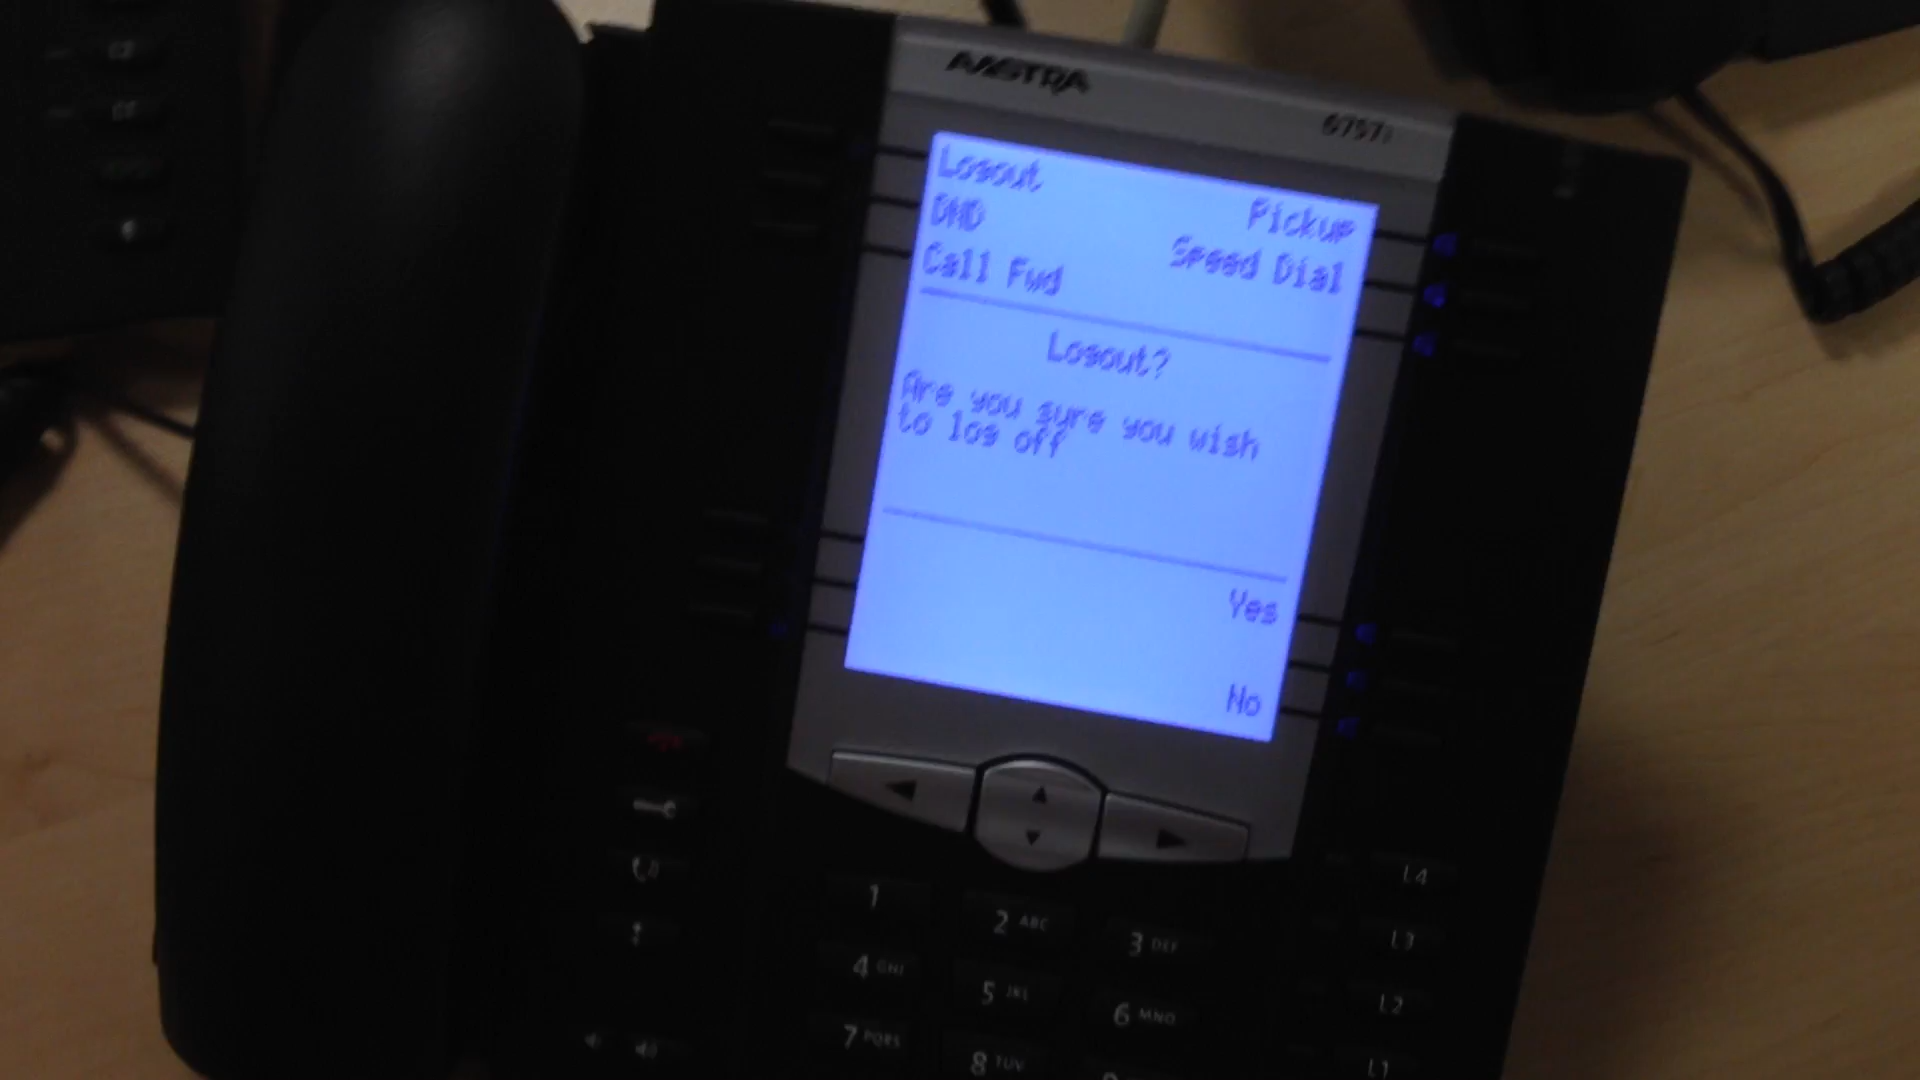 AASTRA
6757i
Logout
Pickup
DND
Speed Dial
Call Fwd
Logout?
Are you sure you wish
to log off
Yes
No
L4
1
2 ABC
3 DEF
L3
4 GHI
5 JKL
6 MNO
L2
7 PQRS
8 TUV
L1